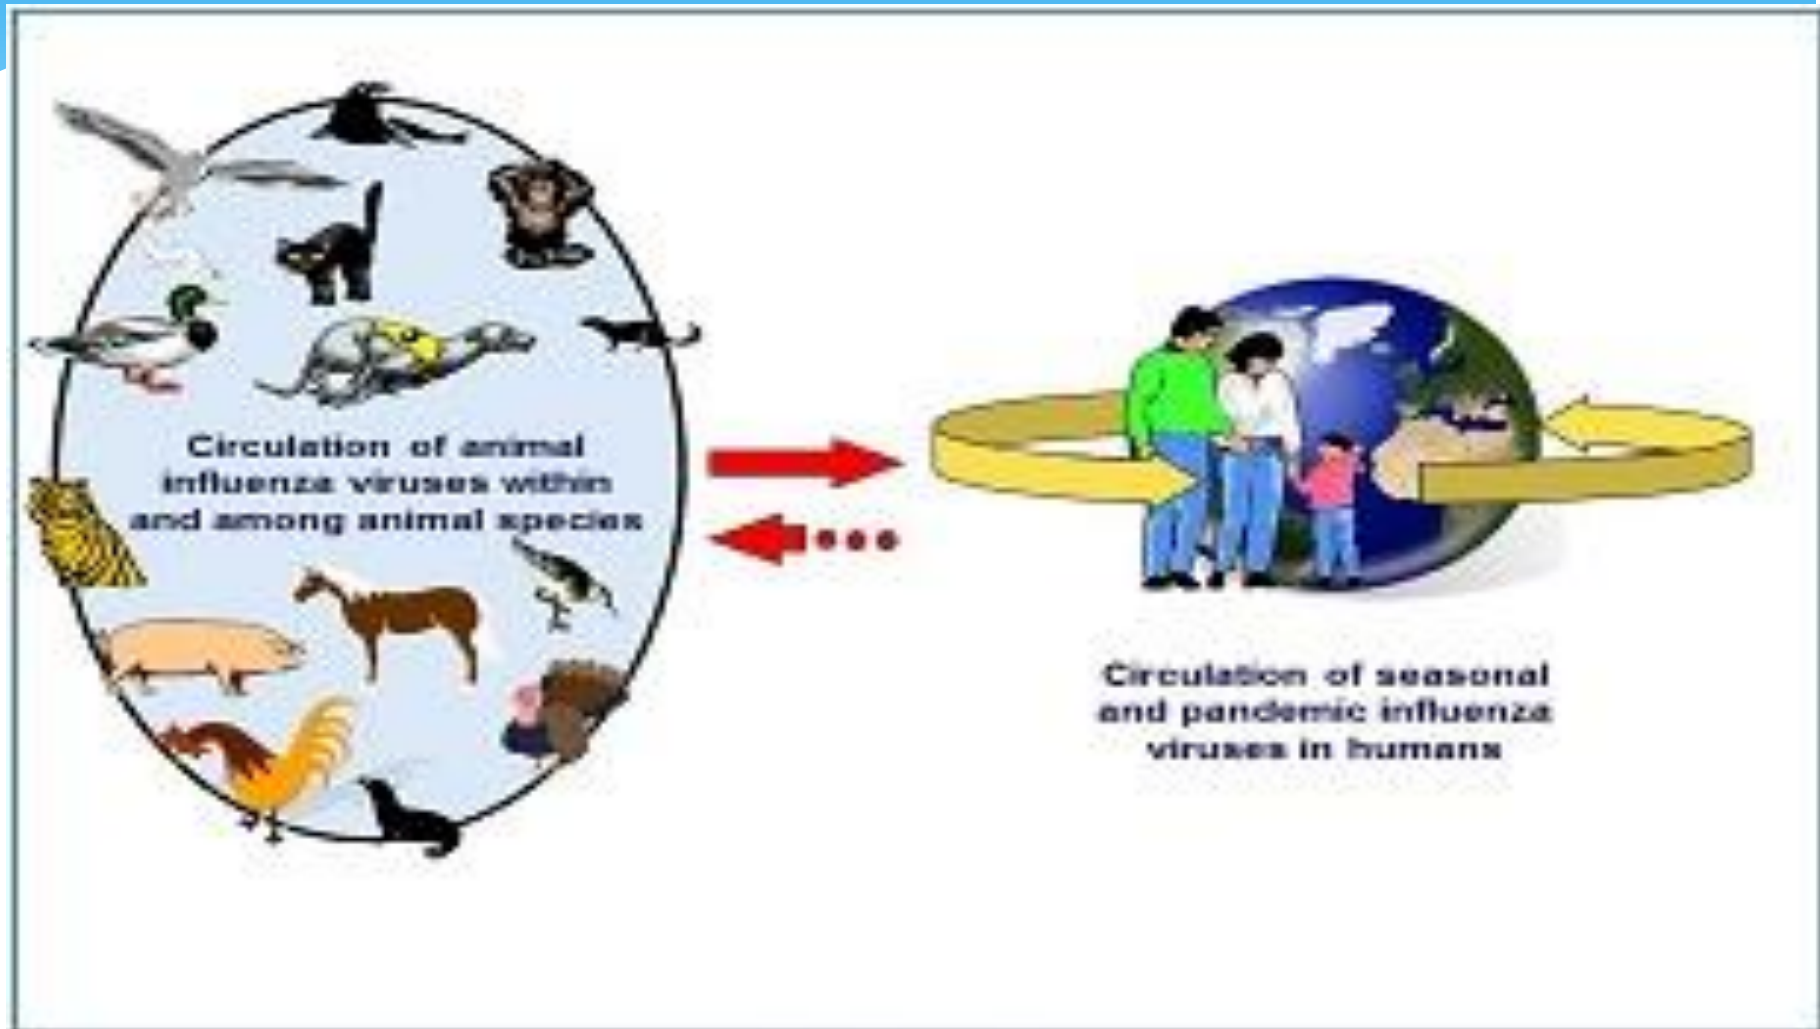 Circulation of animal
influenza viruses within
and among animal species
Circulation of seasonal
and pandemic influenza
viruses in humans